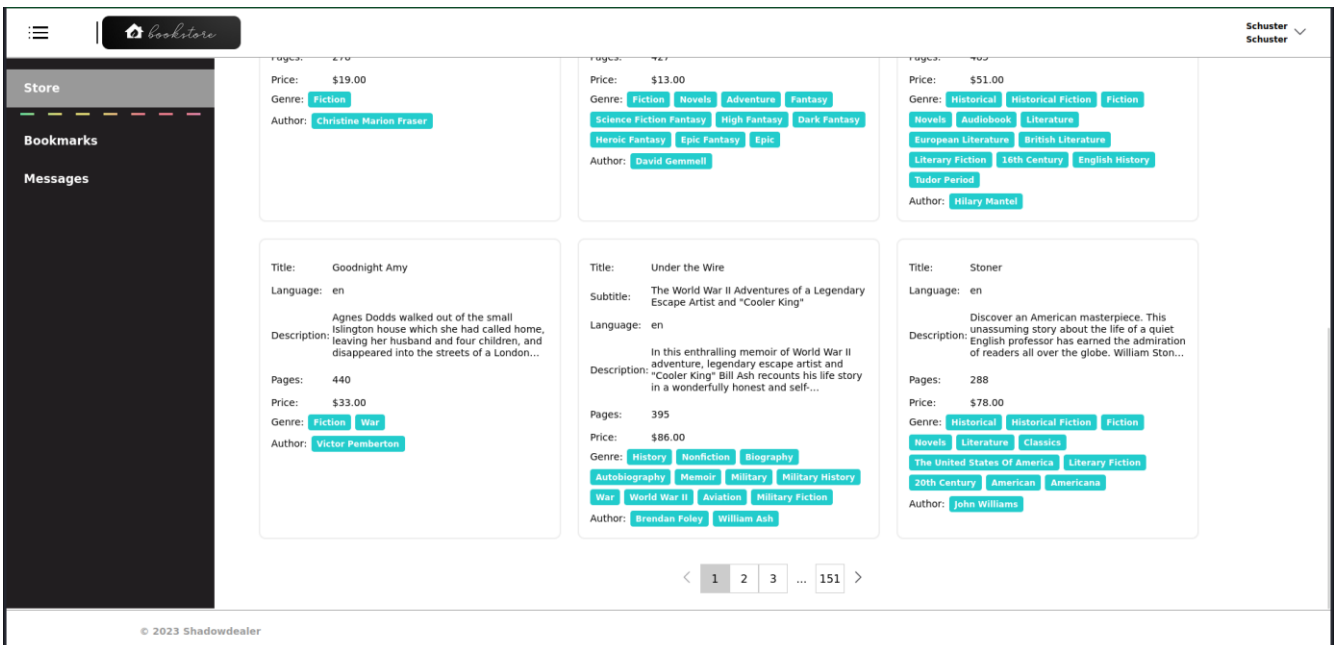 bookstore
Schuster
Schuster
Store
Bookmarks
Messages
Pages: 270
Price: $19.00
Genre: Fiction
Author: Christine Marion Fraser
Pages: 427
Price: $13.00
Genre: Fiction Novels Adventure Fantasy
Science Fiction Fantasy High Fantasy Dark Fantasy
Heroic Fantasy Epic Fantasy Epic
Author: David Gemmell
Pages:
Price: $51.00
Genre: Historical Historical Fiction Fiction
Novels Audiobook Literature
European Literature British Literature
Literary Fiction 16th Century English History
Tudor Period
Author: Hilary Mantel
Title: Goodnight Amy
Language: en
Description: Agnes Dodds walked out of the small
Islington house which she had called home,
leaving her husband and four children, and
disappeared into the streets of a London...
Pages: 440
Price: $33.00
Genre: Fiction War
Author: Victor Pemberton
Title: Under the Wire
Subtitle: The World War II Adventures of a Legendary
Escape Artist and "Cooler King"
Language: en
Description: In this enthralling memoir of World War II
adventure, legendary escape artist and
"Cooler King" Bill Ash recounts his life story
in a wonderfully honest and self-...
Pages: 395
Price: $86.00
Genre: History Nonfiction Biography
Autobiography Memoir Military Military History
War World War II Aviation Military Fiction
Author: Brendan Foley William Ash
Title: Stoner
Language: en
Description: Discover an American masterpiece. This
unassuming story about the life of a quiet
English professor has earned the admiration
of readers all over the globe. William Ston...
Pages: 288
Price: $78.00
Genre: Historical Historical Fiction Fiction
Novels Literature Classics
The United States Of America Literary Fiction
20th Century American Americana
Author: John Williams
1 2 3 ... 151
© 2023 Shadowdealer